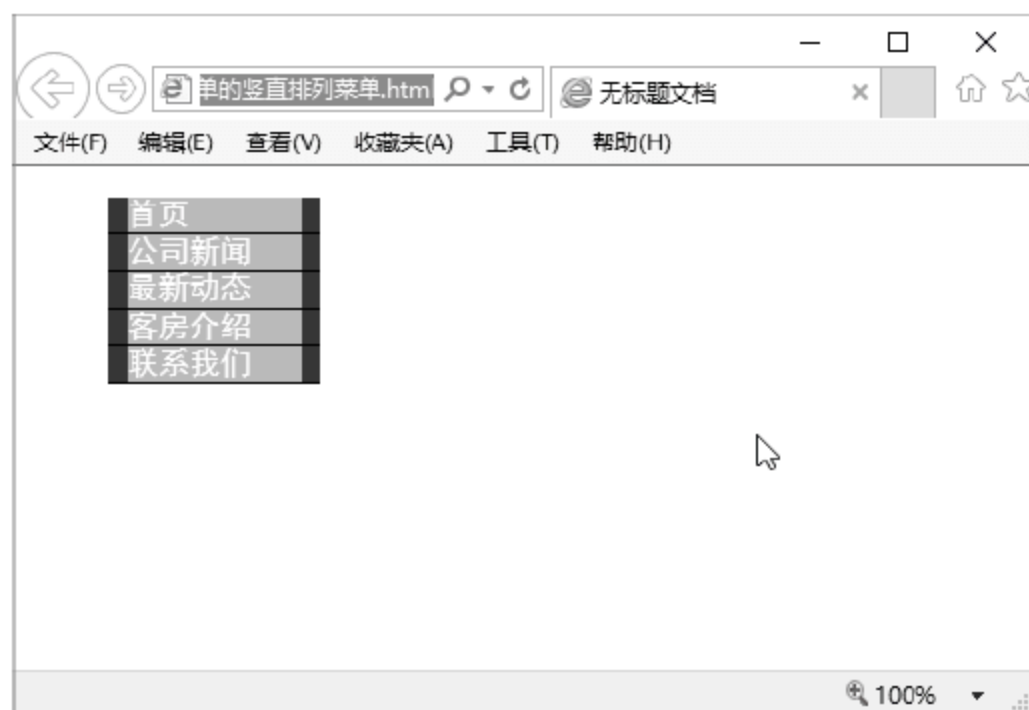 单的竖直排列菜单.htm
无标题文档
文件(F) 编辑(E) 查看(V) 收藏夹(A) 工具(T) 帮助(H)
首页
公司新闻
最新动态
客房介绍
联系我们
100%